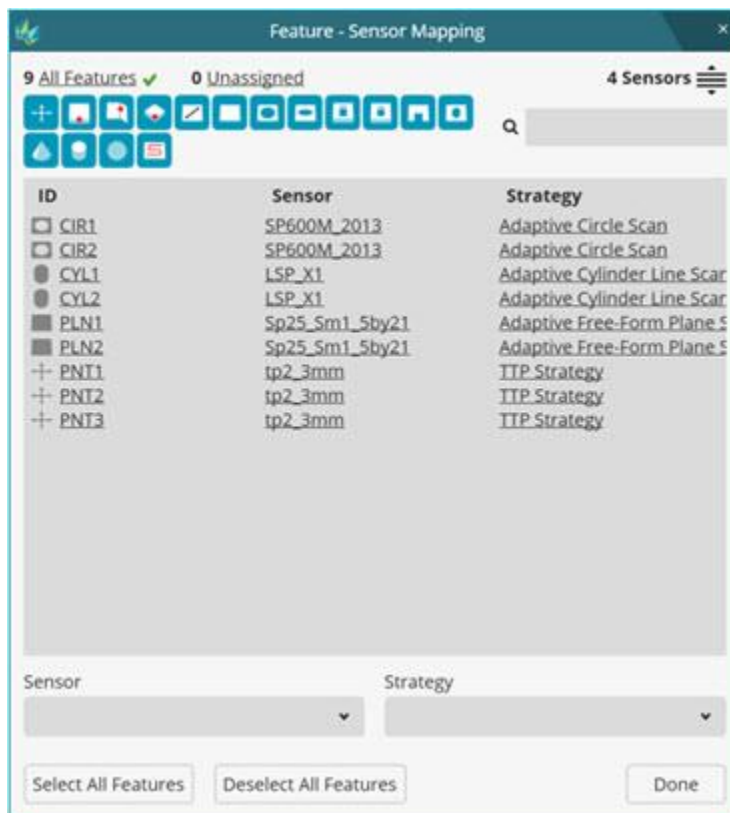 Feature - Sensor Mapping
9 All Features 0 Unassigned 4 Sensors
ID Sensor Strategy
CIR1 SP600M_2013 Adaptive Circle Scan
CIR2 SP600M_2013 Adaptive Circle Scan
CYL1 LSP_X1 Adaptive Cylinder Line Scan
CYL2 LSP_X1 Adaptive Cylinder Line Scan
PLN1 Sp25_Sm1_5by21 Adaptive Free-Form Plane S
PLN2 Sp25_Sm1_5by21 Adaptive Free-Form Plane S
PNT1 tp2_3mm TTP Strategy
PNT2 tp2_3mm TTP Strategy
PNT3 tp2_3mm TTP Strategy
Sensor Strategy
Select All Features Deselect All Features Done